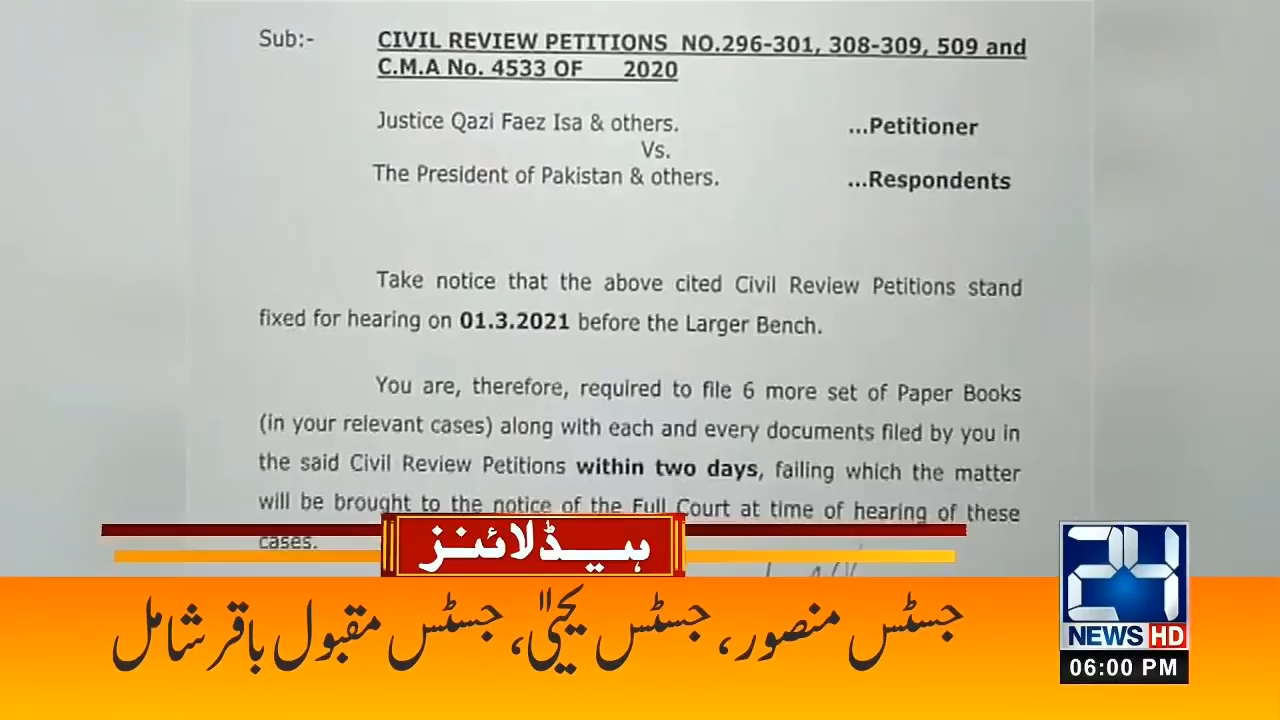 Sub:- CIVIL REVIEW PETITIONS NO.296-301, 308-309, 509 and
C.M.A No. 4533 OF 2020
Justice Qazi Faez Isa & others. ...Petitioner
Vs.
The President of Pakistan & others. ...Respondents
Take notice that the above cited Civil Review Petitions stand
fixed for hearing on 01.3.2021 before the Larger Bench.
You are, therefore, required to file 6 more set of Paper Books
(in your relevant cases) along with each and every documents filed by you in
the said Civil Review Petitions within two days, failing which the matter
will be brought to the notice of the Full Court at time of hearing of these
cases.
ہیڈلائنز
جسٹس منصور، جسٹس یحییٰ، جسٹس مقبول باقر شامل
24
NEWS HD
06:00 PM